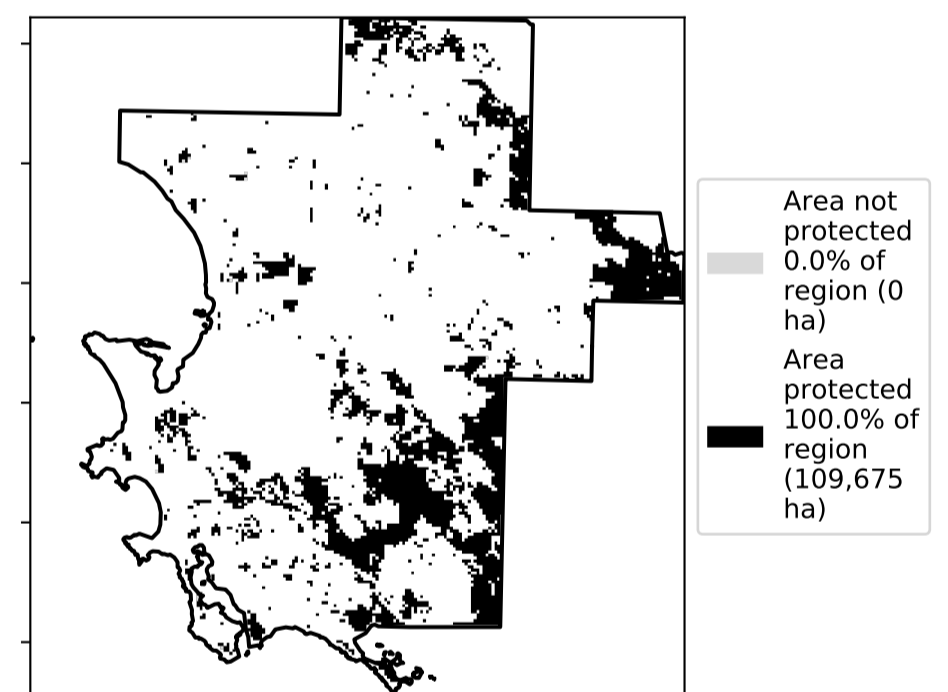 Area not
protected
0.0% of
region (0
ha)
Area
protected
100.0% of
region
(109,675
ha)